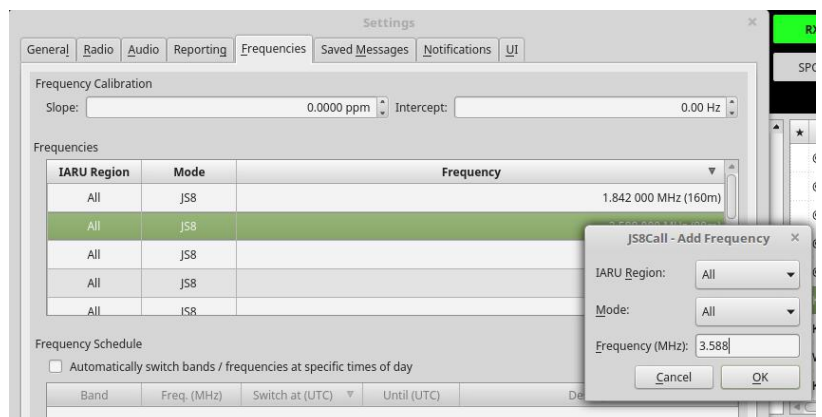 Settings
General Radio Audio Reporting Frequencies Saved Messages Notifications UI
Frequency Calibration
Slope: 0.0000 ppm Intercept: 0.00 Hz
Frequencies
IARU Region Mode Frequency
All JS8 1.842 000 MHz (160m)
All JS8
All JS8
All JS8
All JS8
Frequency Schedule
Automatically switch bands / frequencies at specific times of day
Band Freq. (MHz) Switch at (UTC) Until (UTC)
JS8Call - Add Frequency
IARU Region: All
Mode: All
Frequency (MHz): 3.588
Cancel OK